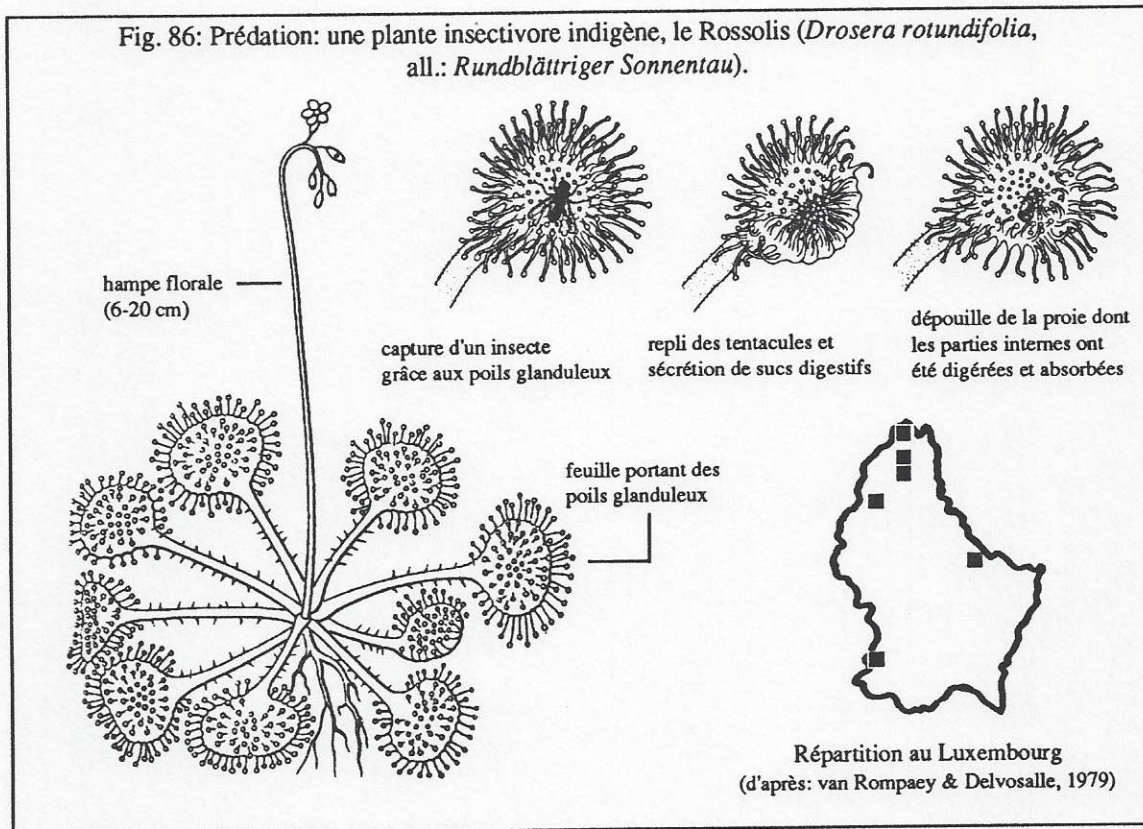 Fig. 86: Prédation: une plante insectivore indigène, le Rossolis (Drosera rotundifolia,
all.: Rundblättriger Sonnentau).
hampe florale
(6-20 cm)
capture d'un insecte
grâce aux poils glanduleux
repli des tentacules et
sécrétion de sucs digestifs
dépouille de la proie dont
les parties internes ont
été digérées et absorbées
feuille portant des
poils glanduleux
Répartition au Luxembourg
(d'après: van Rompaey & Delvosalle, 1979)